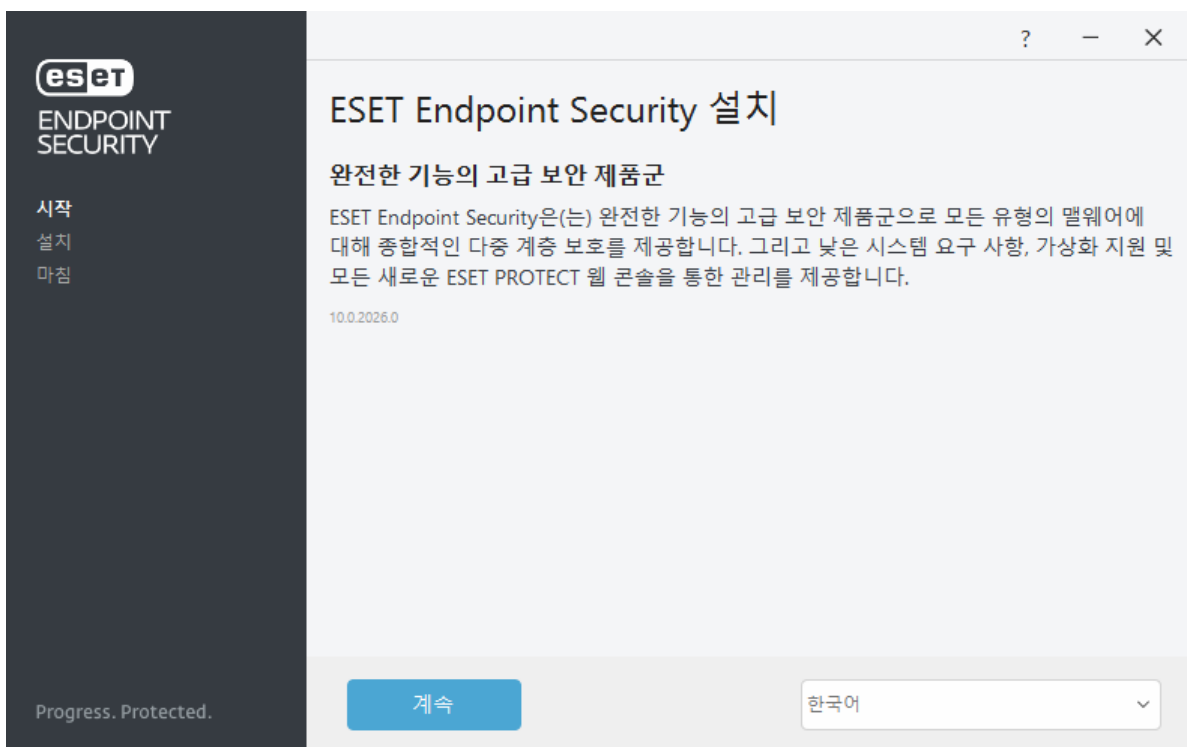 ?
eset
ENDPOINT
SECURITY
시작
설치
마침
Progress. Protected.
ESET Endpoint Security 설치
완전한 기능의 고급 보안 제품군
ESET Endpoint Security은(는) 완전한 기능의 고급 보안 제품군으로 모든 유형의 맬웨어에
대해 종합적인 다중 계층 보호를 제공합니다. 그리고 낮은 시스템 요구 사항, 가상화 지원 및
모든 새로운 ESET PROTECT 웹 콘솔을 통한 관리를 제공합니다.
10.0.2026.0
계속
한국어